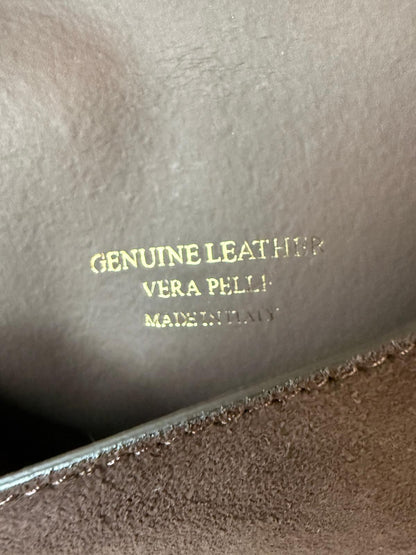 GENUINE LEATHER
VERA PELLE
MADE IN ITALY